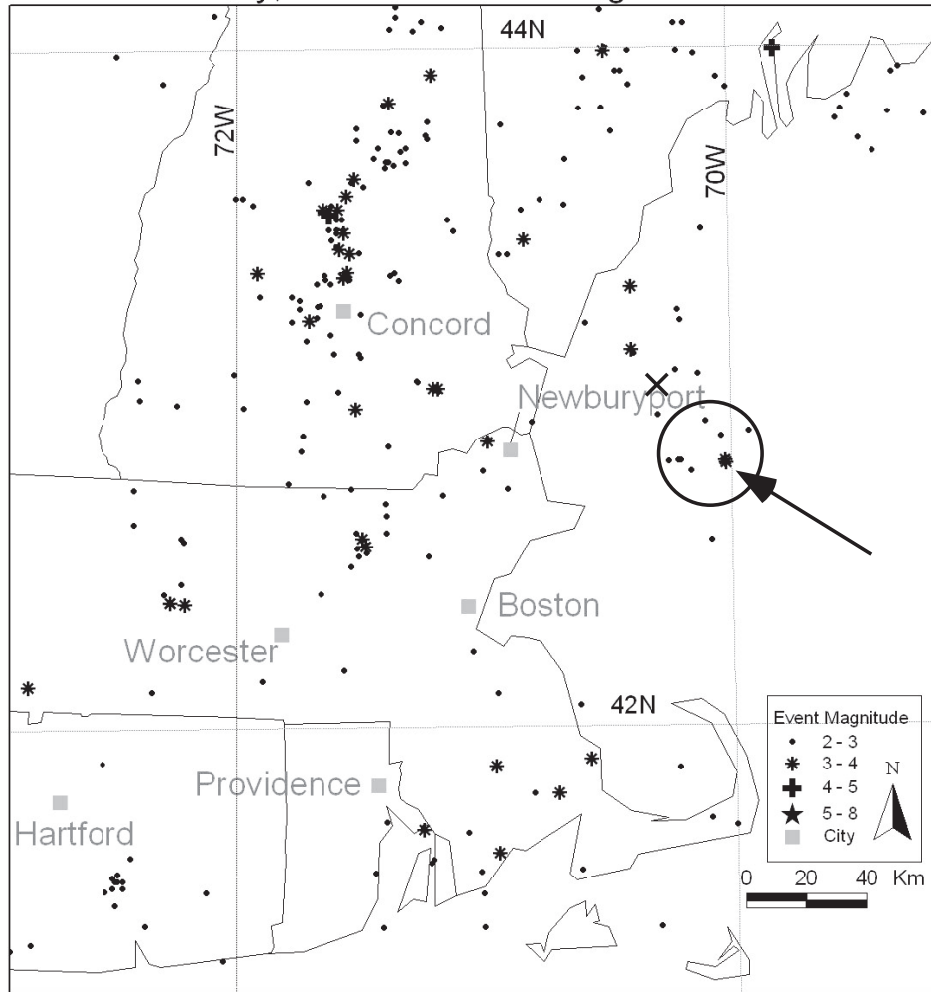 44N
72W
70W
Concord
Newburyport
Boston
Worcester
42N
Providence
Hartford
Event Magnitude
2 - 3
3 - 4
4 - 5
5 - 8
City
N
0 20 40 Km